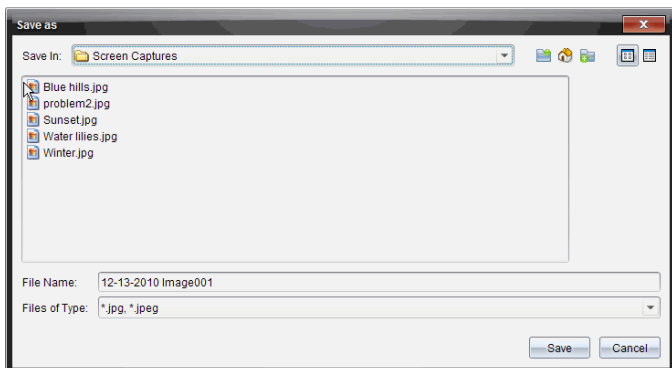 Save as
Save In: Screen Captures
Blue hills.jpg
problem2.jpg
Sunset.jpg
Water lilies.jpg
Winter.jpg
File Name: 12-13-2010 Image001
Files of Type: *.jpg, *.jpeg
Save Cancel